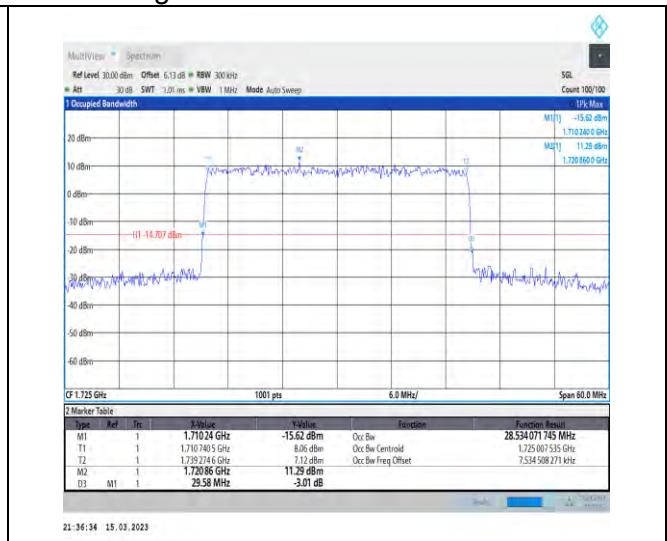 MultiView Spectrum
Ref Level 30.00 dBm Offset 6.13 dB RBW 300 kHz SGL
Att 30 dB SWT 1.01 ms VBW 1 MHz Mode Auto Sweep Count 100/100
1 Occupied Bandwidth 1Pk Max
M1[1] -15.62 dBm
1.710 240 0 GHz
M2[1] 11.29 dBm
1.720 860 0 GHz
20 dBm
M2
T1
T2
10 dBm
0 dBm
-10 dBm
M1
H1 -14.707 dBm
D3
-20 dBm
-30 dBm
-40 dBm
-50 dBm
-60 dBm
CF 1.725 GHz 1001 pts 6.0 MHz/ Span 60.0 MHz
2 Marker Table
Type Ref Trc X-Value Y-Value Function Function Result
M1 1 1.710 24 GHz -15.62 dBm Occ Bw 28.534 071 745 MHz
T1 1 1.710 740 5 GHz 8.06 dBm Occ Bw Centroid 1.725 007 535 GHz
T2 1 1.739 274 6 GHz 7.12 dBm Occ Bw Freq Offset 7.534 508 271 kHz
M2 1 1.720 86 GHz 11.29 dBm
D3 M1 1 29.58 MHz -3.01 dB
21:36:34 15.03.2023